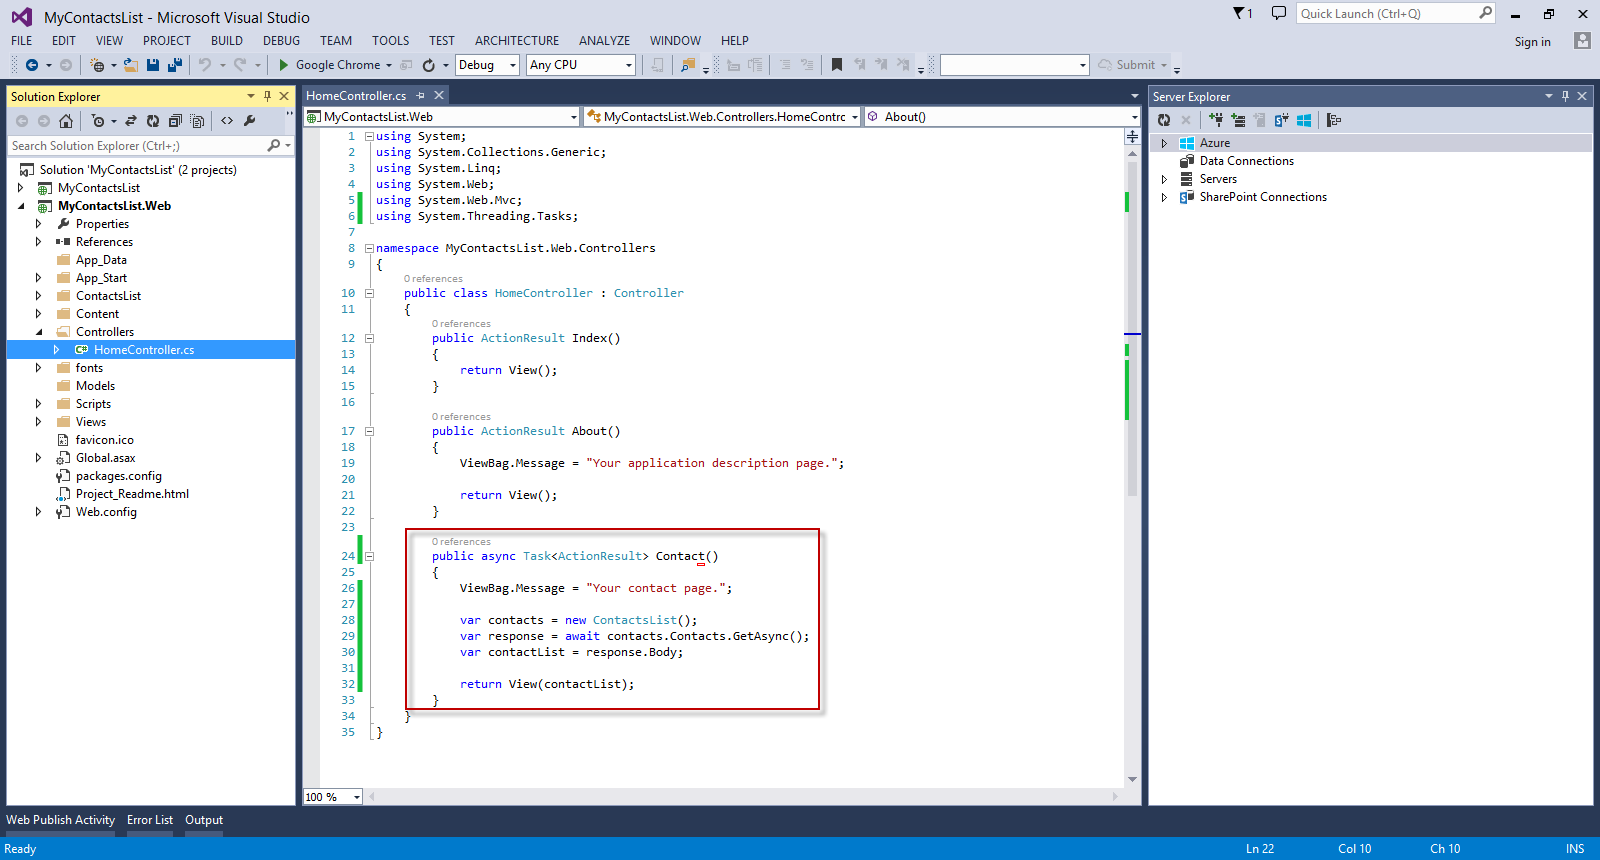 MyContactsList - Microsoft Visual Studio
1
Quick Launch (Ctrl+Q)
FILE EDIT VIEW PROJECT BUILD DEBUG TEAM TOOLS TEST ARCHITECTURE ANALYZE WINDOW HELP
Sign in
Google Chrome
Debug
Any CPU
Submit
Solution Explorer
Search Solution Explorer (Ctrl+;)
Solution 'MyContactsList' (2 projects)
MyContactsList
MyContactsList.Web
Properties
References
App_Data
App_Start
ContactsList
Content
Controllers
HomeController.cs
fonts
Models
Scripts
Views
favicon.ico
Global.asax
packages.config
Project_Readme.html
Web.config
HomeController.cs
MyContactsList.Web
MyContactsList.Web.Controllers.HomeContrc
About()
1 using System;
2 using System.Collections.Generic;
3 using System.Linq;
4 using System.Web;
5 using System.Web.Mvc;
6 using System.Threading.Tasks;
7
8 namespace MyContactsList.Web.Controllers
9 {
0 references
10 public class HomeController : Controller
11 {
0 references
12 public ActionResult Index()
13 {
14 return View();
15 }
16
0 references
17 public ActionResult About()
18 {
19 ViewBag.Message = "Your application description page.";
20
21 return View();
22 }
23
0 references
24 public async Task<ActionResult> Contact()
25 {
26 ViewBag.Message = "Your contact page.";
27
28 var contacts = new ContactsList();
29 var response = await contacts.Contacts.GetAsync();
30 var contactList = response.Body;
31
32 return View(contactList);
33 }
34 }
35 }
100 %
Server Explorer
Azure
Data Connections
Servers
SharePoint Connections
Web Publish Activity Error List Output
Ready
Ln 22 Col 10 Ch 10 INS